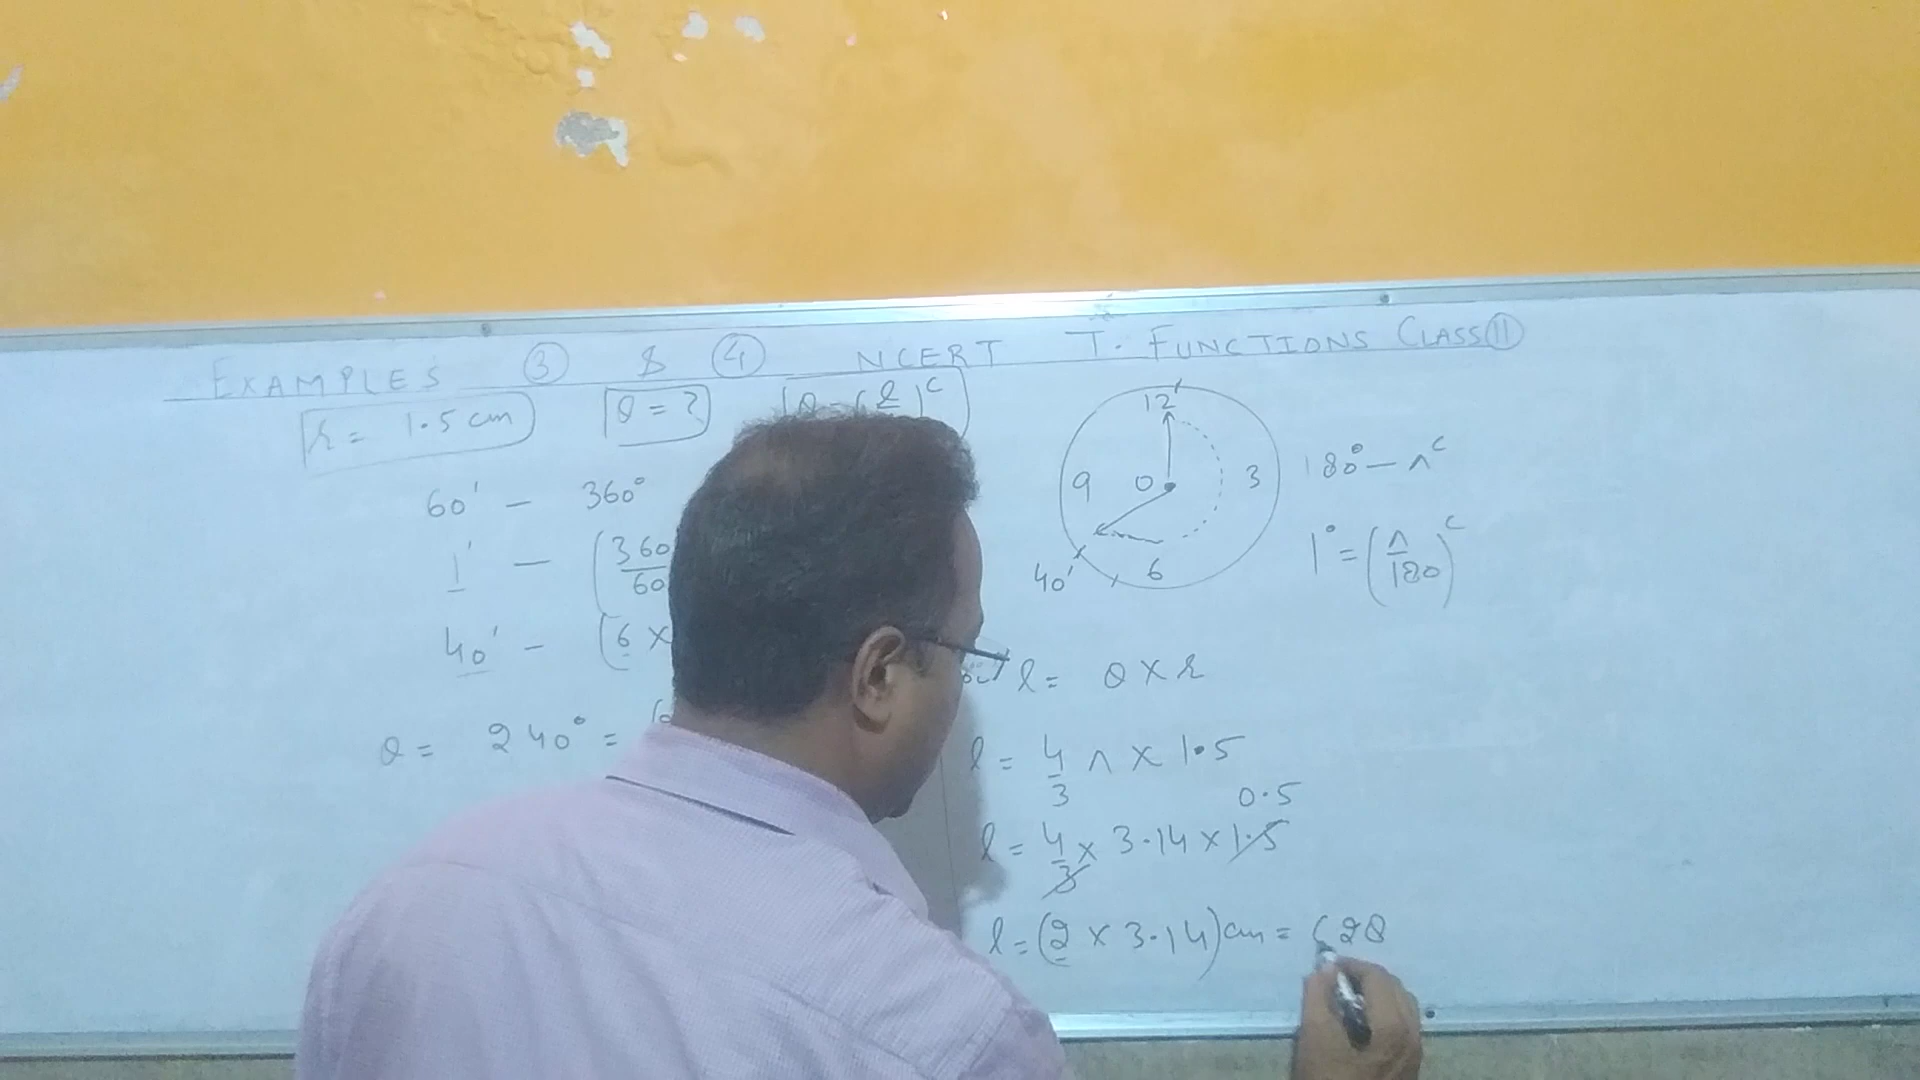 EXAMPLES ③ & ④ NCERT T. FUNCTIONS CLASS ⑪
r = 1.5 cm θ = ? θ = (l )ᶜ
60' — 360°
1' — (360/60
40' — (6 ×
θ = 240° =
12
9 0 3
40' 6
180° — πᶜ
1° = (π/180)ᶜ
l = θ × r
l = 4/3 π × 1.5
0.5
l = 4/3 × 3.14 × 1.5
l = (2 × 3.14) cm = 628